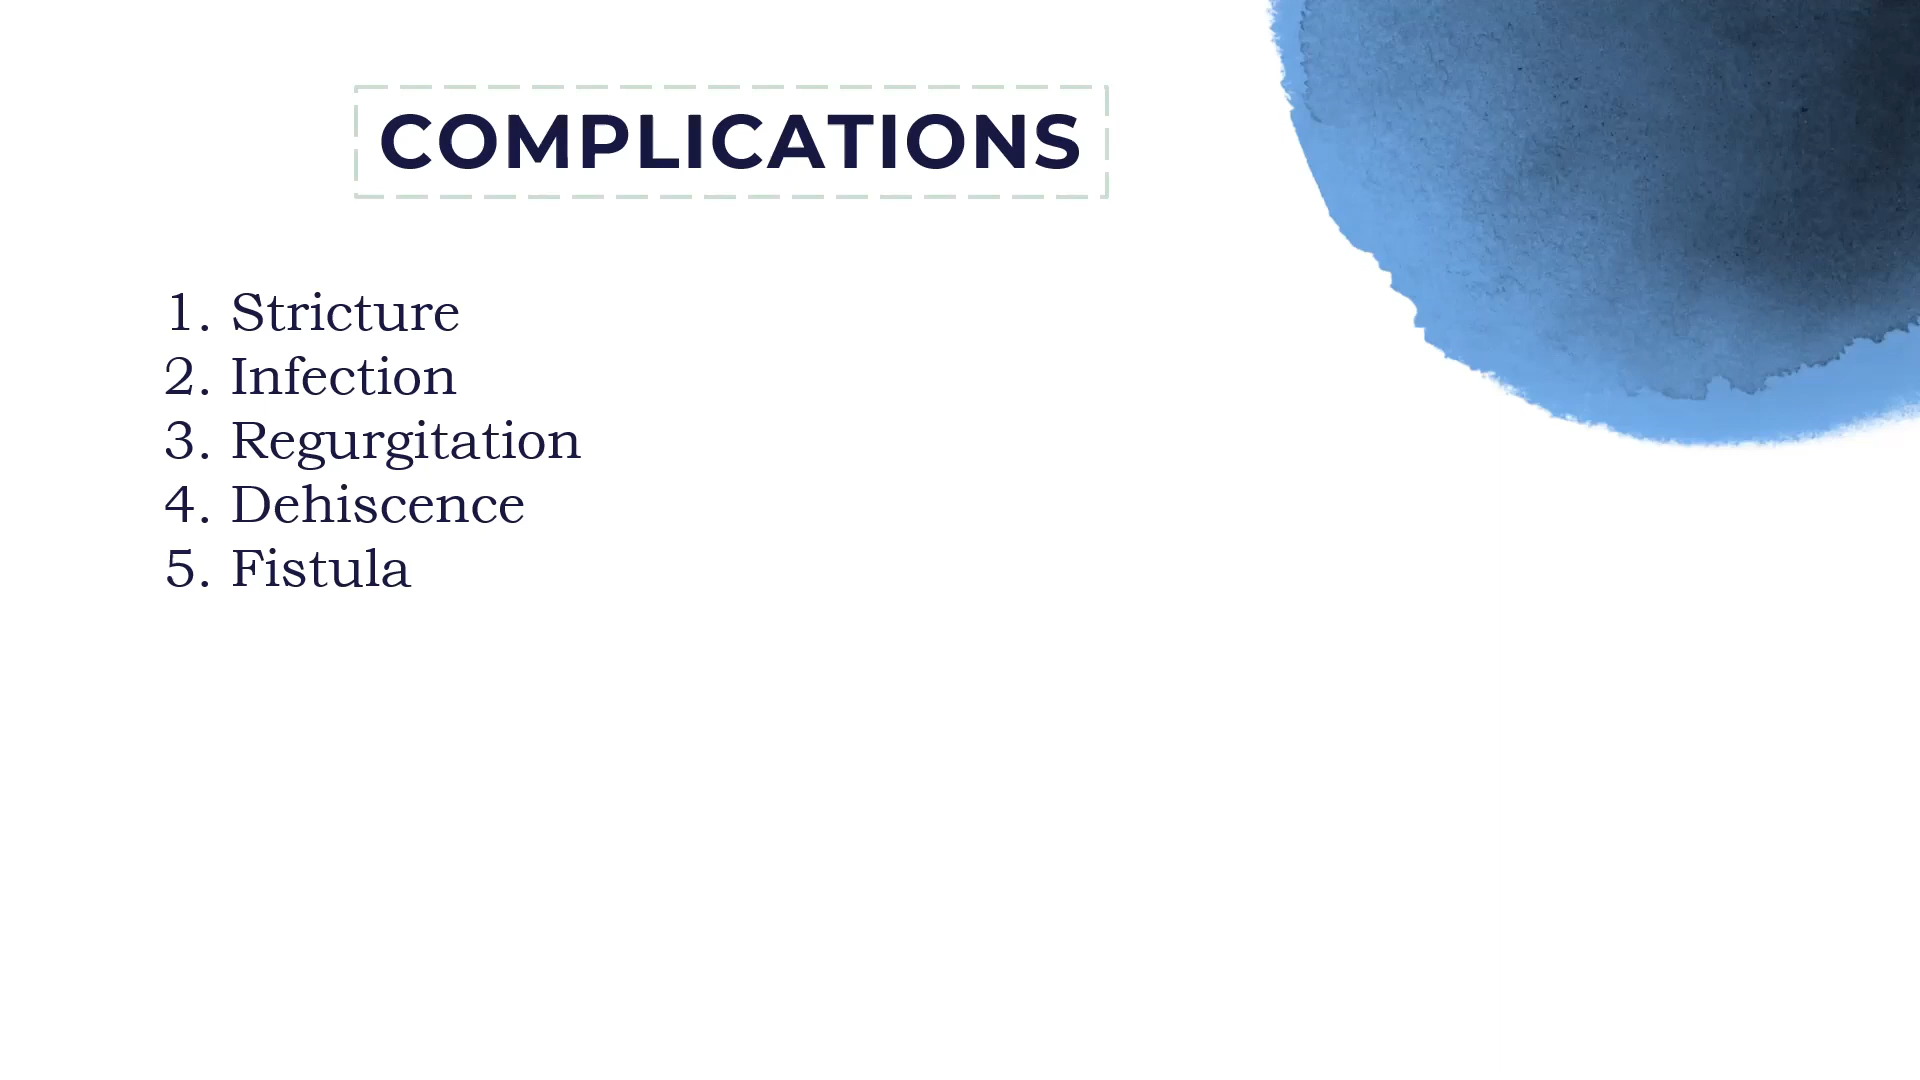 COMPLICATIONS
1. Stricture
2. Infection
3. Regurgitation
4. Dehiscence
5. Fistula